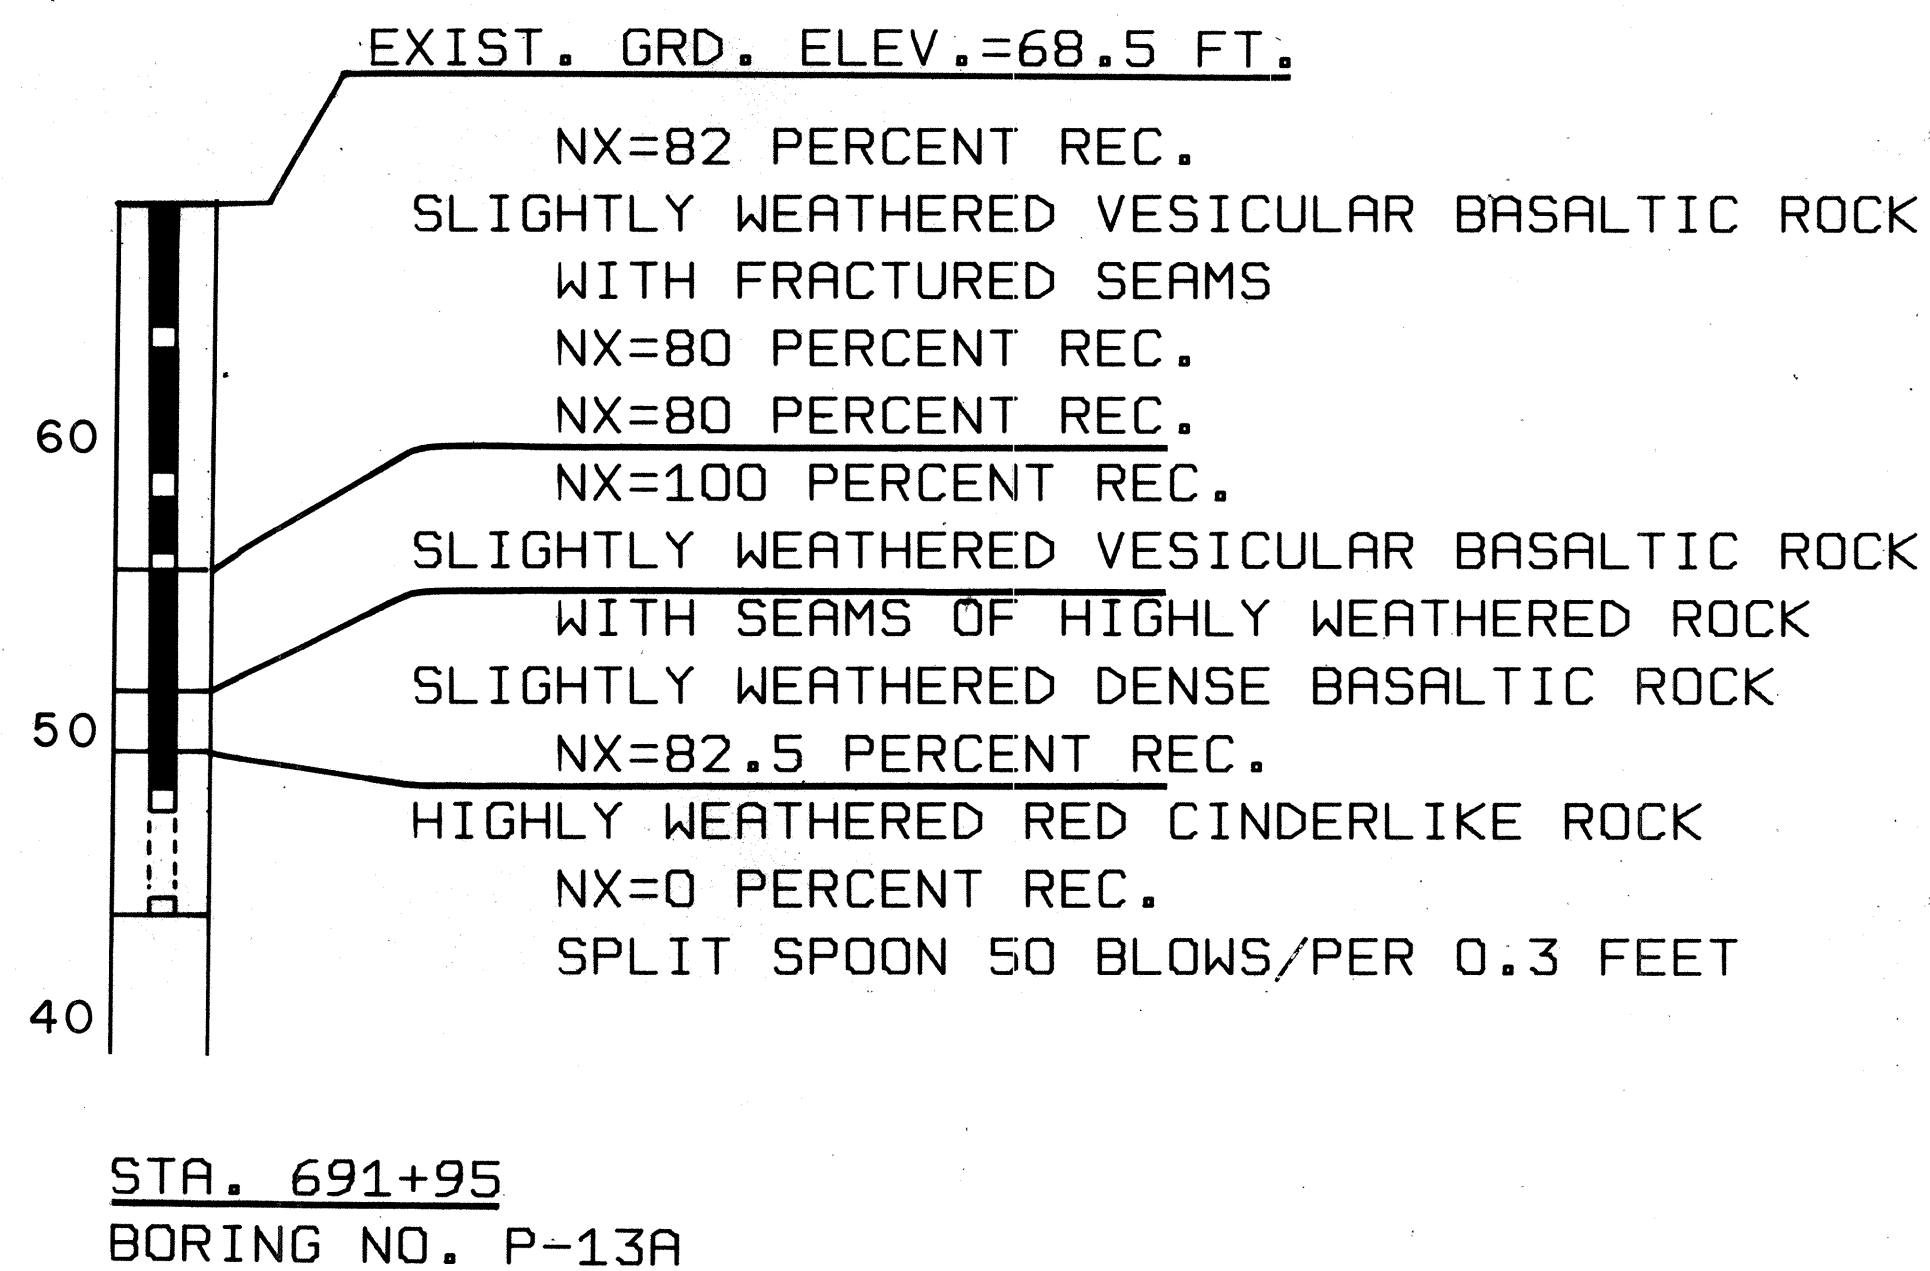 EXIST. GRD. ELEV.=68.5 FT.
NX=82 PERCENT REC.
SLIGHTLY WEATHERED VESICULAR BASALTIC ROCK
WITH FRACTURED SEAMS
NX=80 PERCENT REC.
NX=80 PERCENT REC.
60
NX=100 PERCENT REC.
SLIGHTLY WEATHERED VESICULAR BASALTIC ROCK
WITH SEAMS OF HIGHLY WEATHERED ROCK
SLIGHTLY WEATHERED DENSE BASALTIC ROCK
50
NX=82.5 PERCENT REC.
HIGHLY WEATHERED RED CINDERLIKE ROCK
NX=0 PERCENT REC.
SPLIT SPOON 50 BLOWS/PER 0.3 FEET
40
STA. 691+95
BORING NO. P-13A